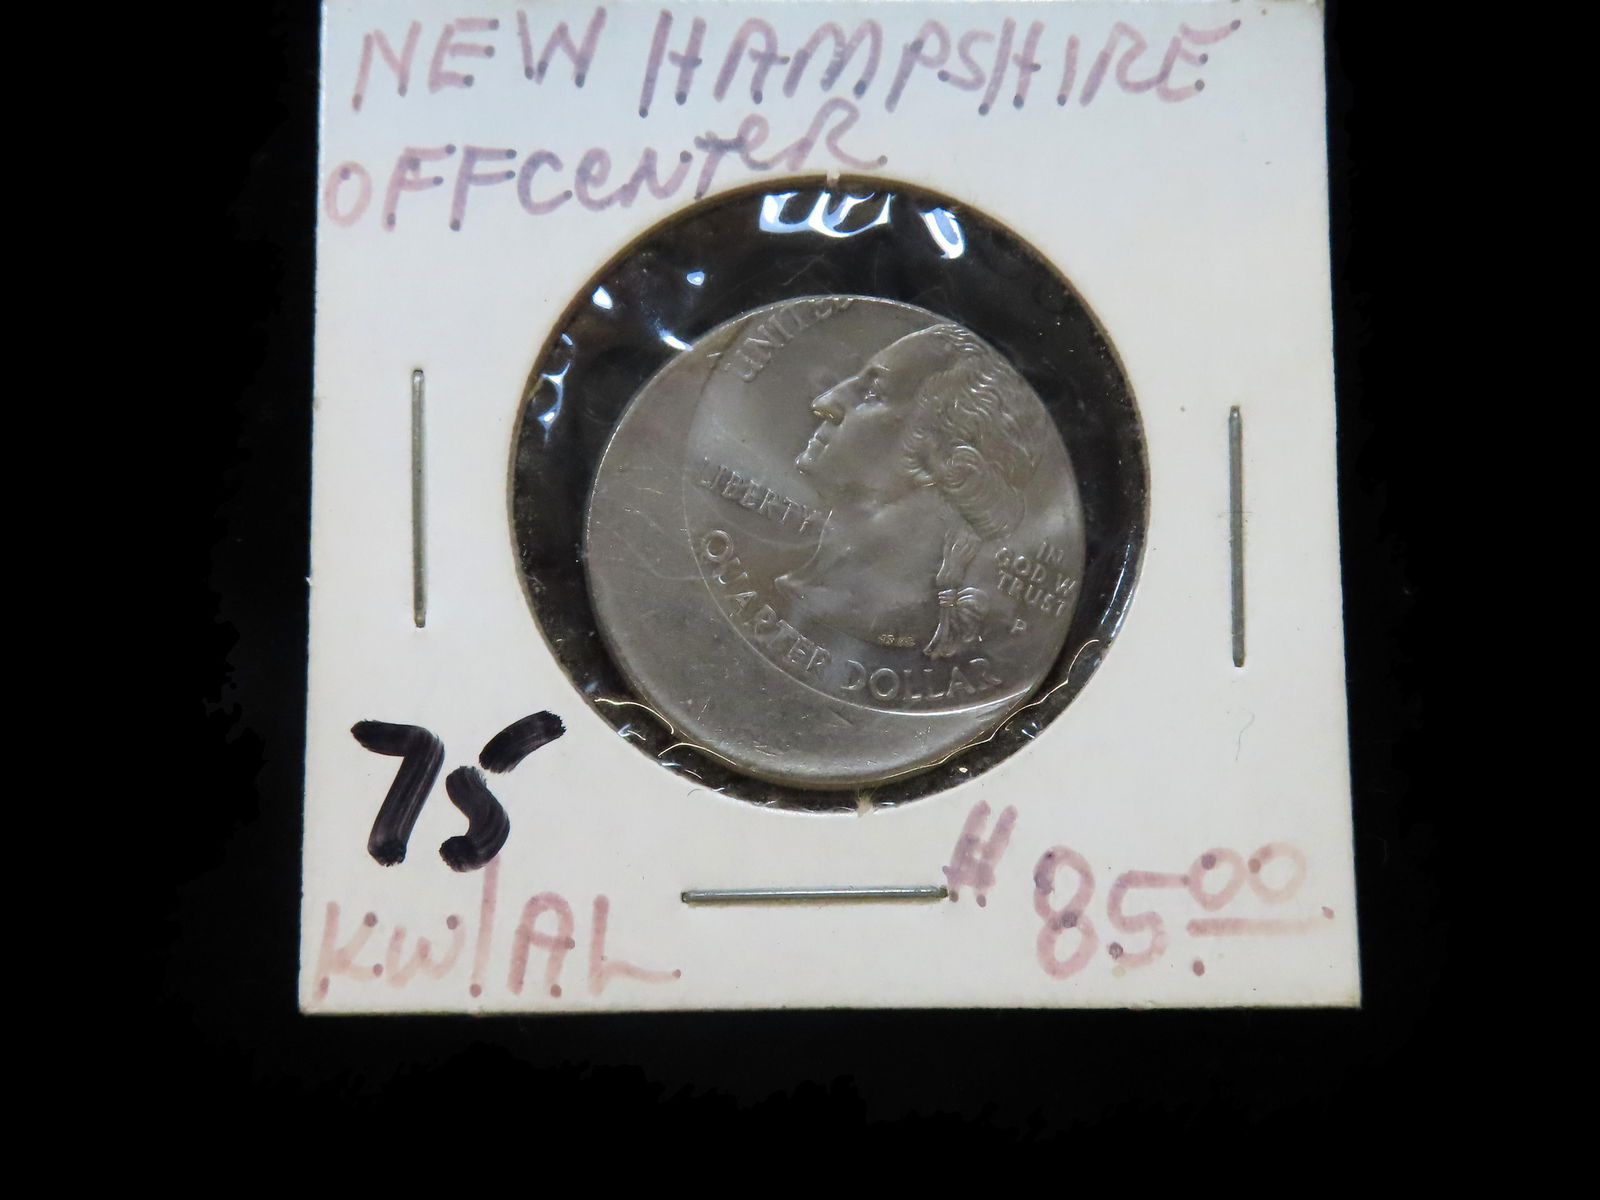 NEW HAMPSHIRE
OFFCENTER
UNITED
LIBERTY
IN
GOD W
TRUST
P
QUARTER DOLLAR
75
KW/AL
# 85.00